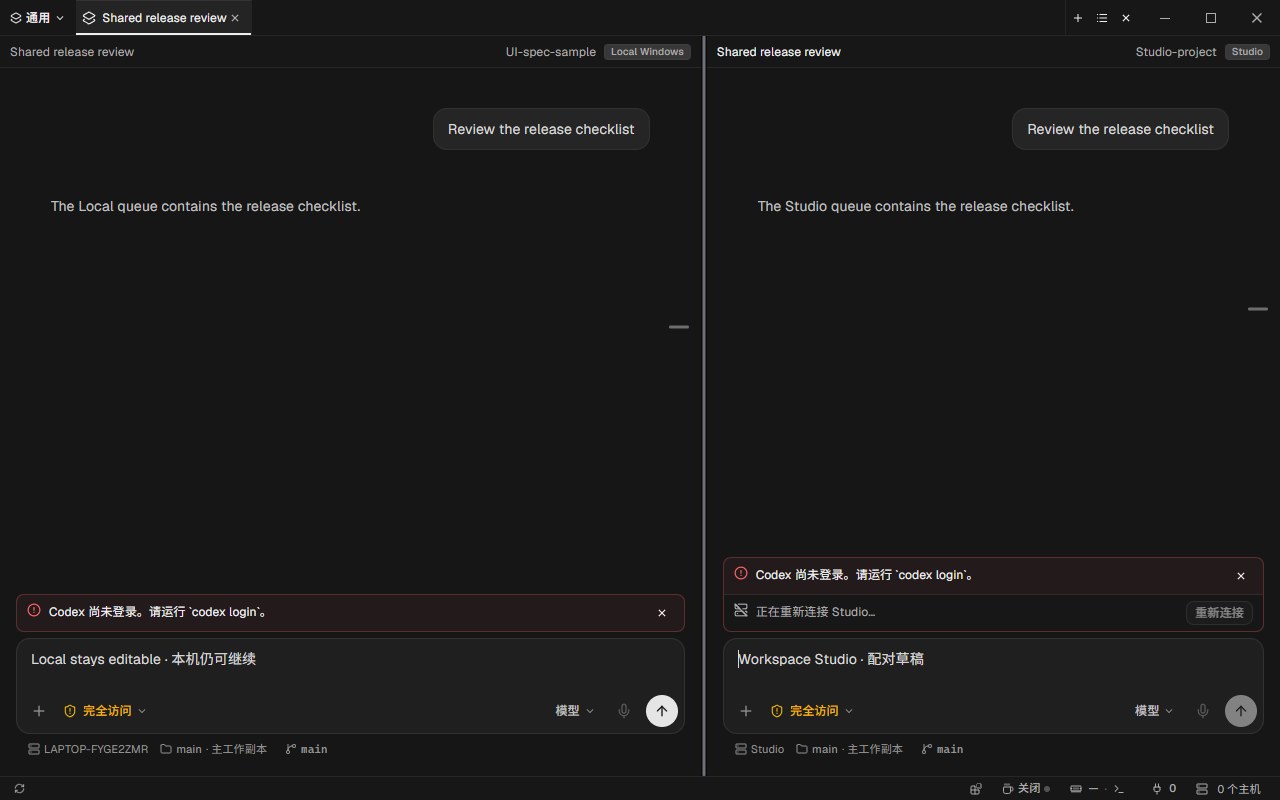 通用
Shared release review
Shared release review
UI-spec-sample
Local Windows
Review the release checklist
The Local queue contains the release checklist.
Codex 尚未登录。请运行 `codex login`。
Local stays editable · 本机仍可继续
完全访问
模型
LAPTOP-FYGE2ZMR
main · 主工作副本
main
Shared release review
Studio-project
Studio
Review the release checklist
The Studio queue contains the release checklist.
Codex 尚未登录。请运行 `codex login`。
正在重新连接 Studio…
重新连接
Workspace Studio · 配对草稿
完全访问
模型
Studio
main · 主工作副本
main
关闭
— ·
0
0 个主机